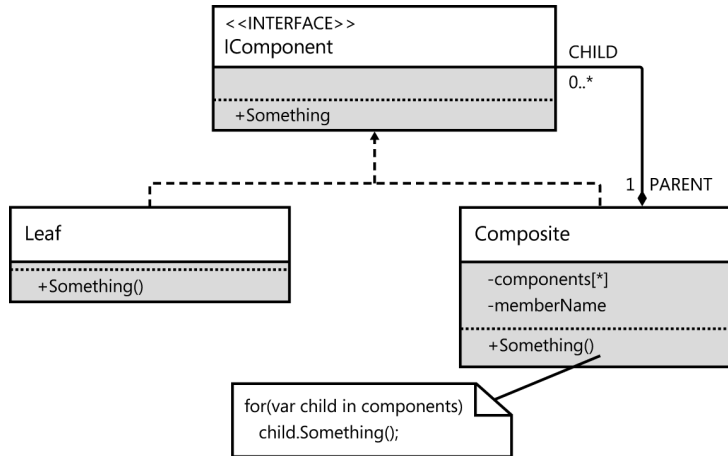 <<INTERFACE>>
IComponent
CHILD
0..*
+Something
1 PARENT
Leaf
+Something()
Composite
-components[*]
-memberName
+Something()
for(var child in components)
child.Something();